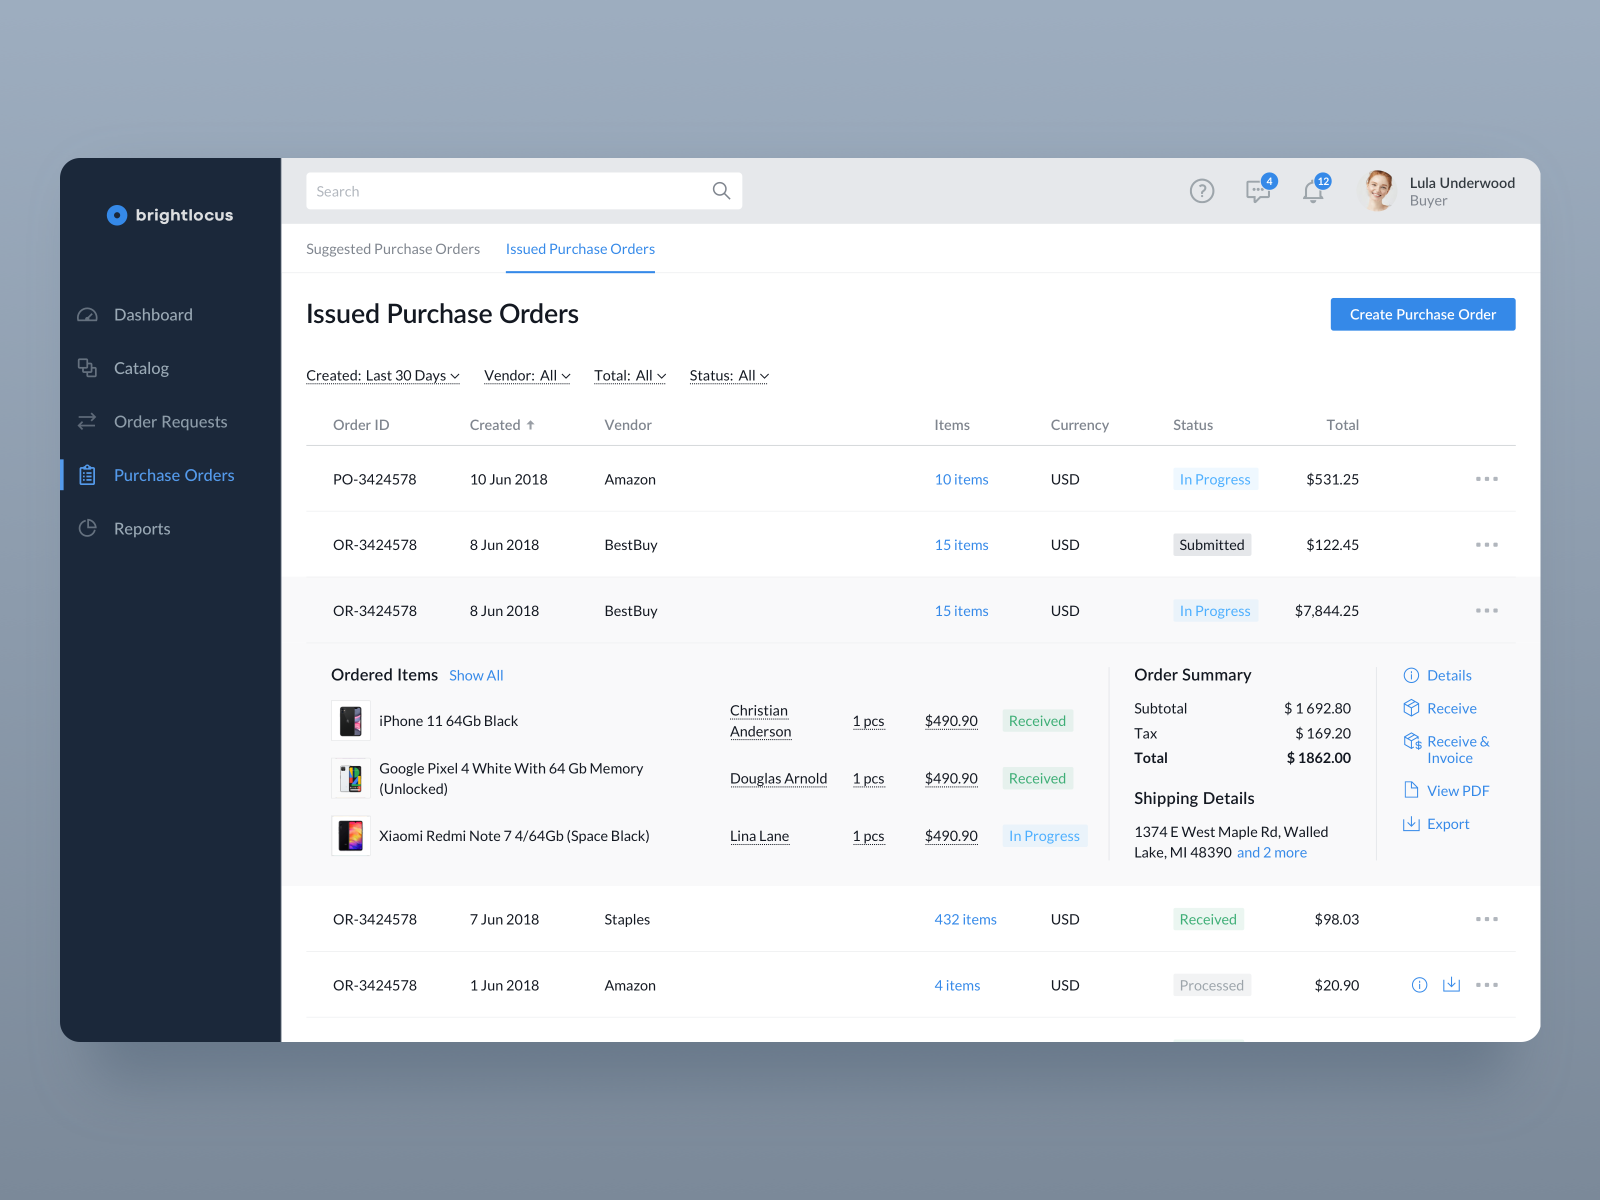 brightlocus
Search
4
12
Lula Underwood
Buyer
Dashboard
Catalog
Order Requests
Purchase Orders
Reports
Suggested Purchase Orders Issued Purchase Orders
Issued Purchase Orders
Create Purchase Order
Created: Last 30 Days Vendor: All Total: All Status: All
Order ID Created Vendor Items Currency Status Total
PO-3424578 10 Jun 2018 Amazon 10 items USD In Progress $531.25
OR-3424578 8 Jun 2018 BestBuy 15 items USD Submitted $122.45
OR-3424578 8 Jun 2018 BestBuy 15 items USD In Progress $7,844.25
Ordered Items Show All
iPhone 11 64Gb Black
Christian
Anderson
1 pcs $490.90 Received
Google Pixel 4 White With 64 Gb Memory
(Unlocked)
Douglas Arnold 1 pcs $490.90 Received
Xiaomi Redmi Note 7 4/64Gb (Space Black) Lina Lane 1 pcs $490.90 In Progress
Order Summary
Subtotal $ 1 692.80
Tax $ 169.20
Total $ 1862.00
Shipping Details
1374 E West Maple Rd, Walled
Lake, MI 48390 and 2 more
Details
Receive
Receive &
Invoice
View PDF
Export
OR-3424578 7 Jun 2018 Staples 432 items USD Received $98.03
OR-3424578 1 Jun 2018 Amazon 4 items USD Processed $20.90